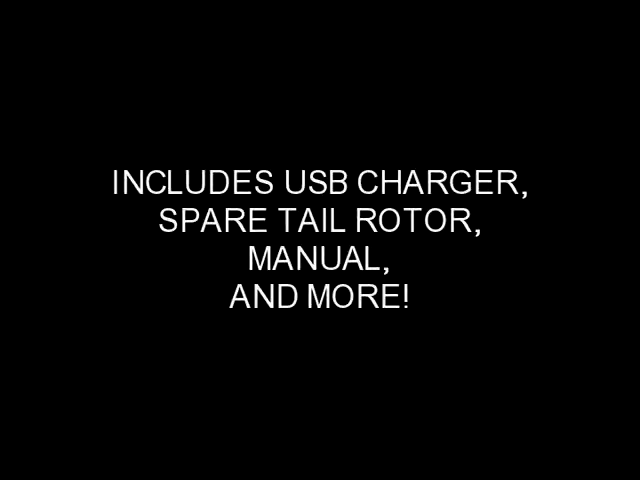 INCLUDES USB CHARGER,
SPARE TAIL ROTOR,
MANUAL,
AND MORE!